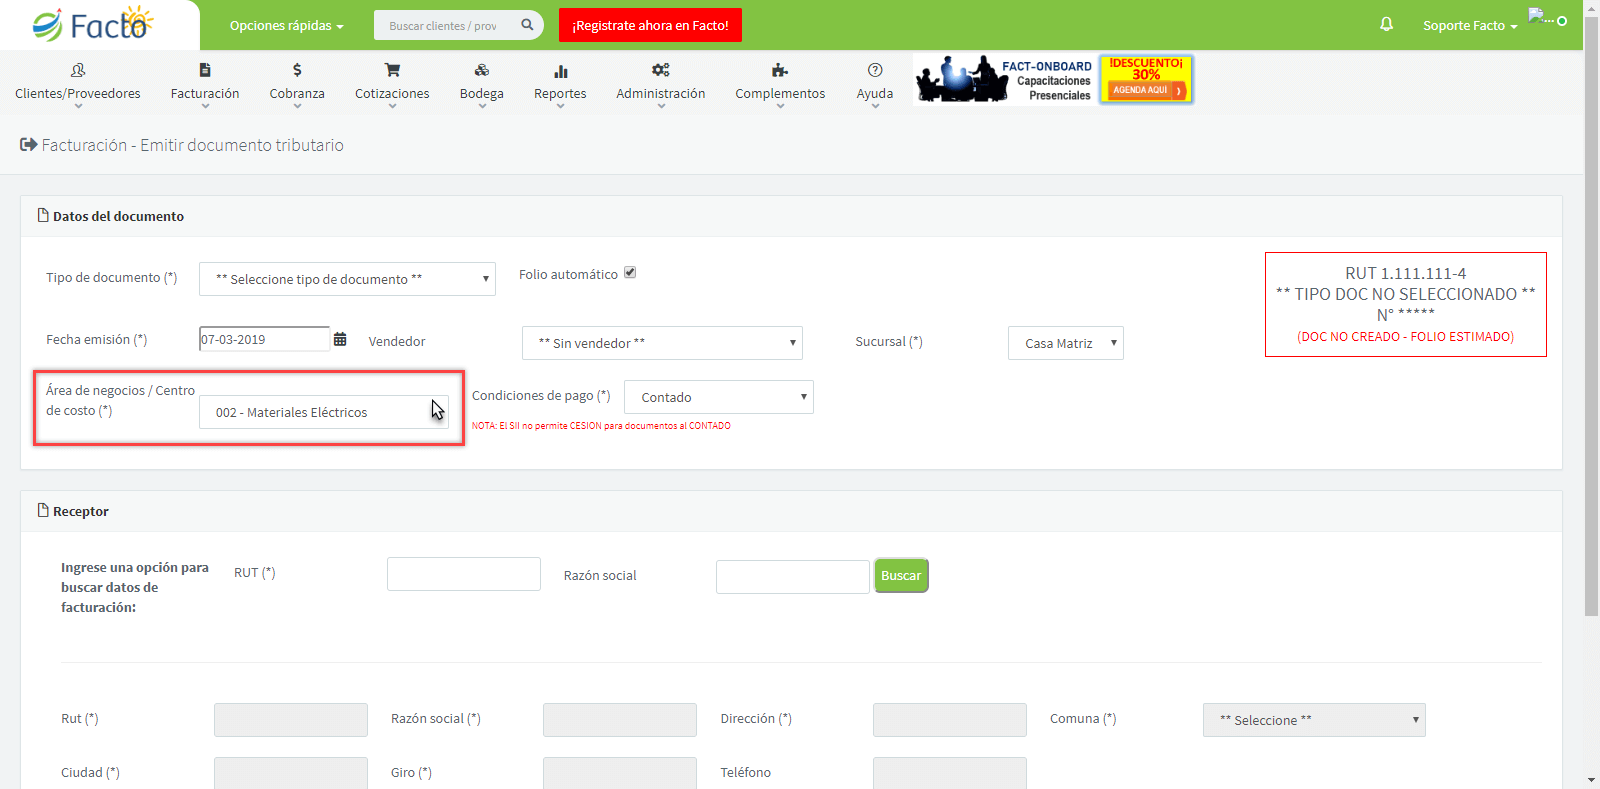 Facto
Opciones rápidas
Buscar clientes / prov
¡Registrate ahora en Facto!
Soporte Facto
...
Clientes/Proveedores
Facturación
Cobranza
Cotizaciones
Bodega
Reportes
Administración
Complementos
Ayuda
FACT-ONBOARD
Capacitaciones
Presenciales
!DESCUENTO¡
30%
AGENDA AQUI
Facturación - Emitir documento tributario
Datos del documento
Tipo de documento (*)
** Seleccione tipo de documento **
Folio automático
RUT 1.111.111-4
** TIPO DOC NO SELECCIONADO **
N° *****
(DOC NO CREADO - FOLIO ESTIMADO)
Fecha emisión (*)
07-03-2019
Vendedor
** Sin vendedor **
Sucursal (*)
Casa Matriz
Área de negocios / Centro
de costo (*)
002 - Materiales Eléctricos
Condiciones de pago (*)
Contado
NOTA: El SII no permite CESION para documentos al CONTADO
Receptor
Ingrese una opción para
buscar datos de
facturación:
RUT (*)
Razón social
Buscar
Rut (*)
Razón social (*)
Dirección (*)
Comuna (*)
** Seleccione **
Ciudad (*)
Giro (*)
Teléfono